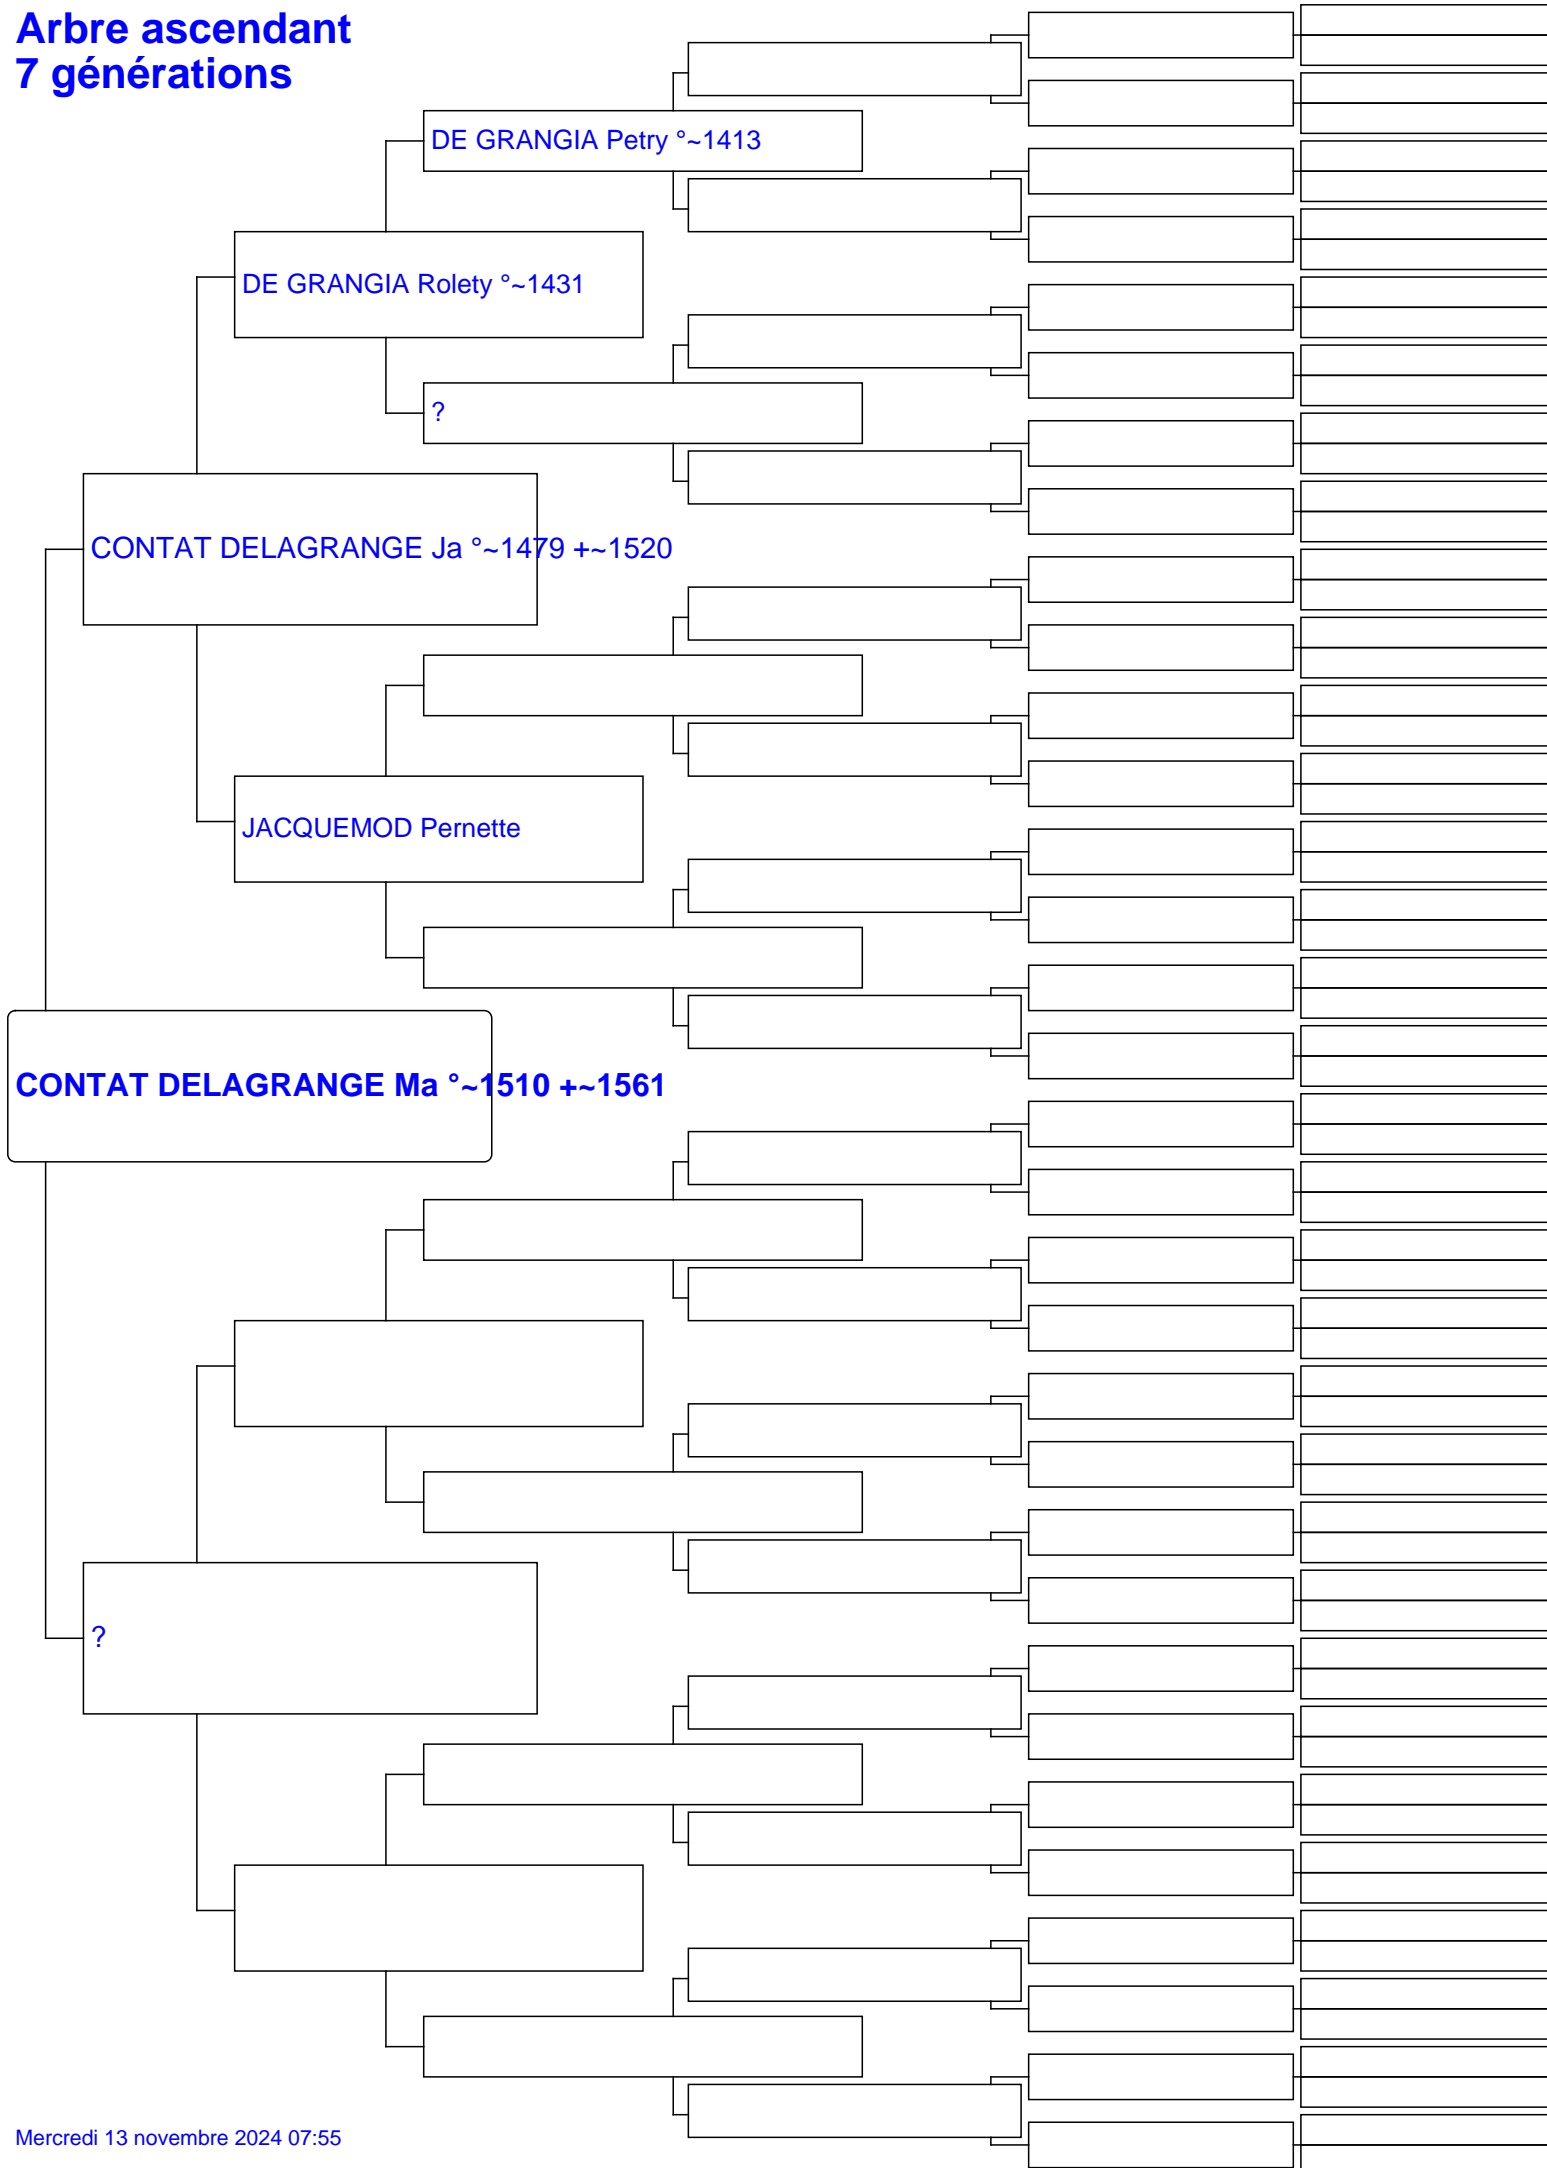 Arbre ascendant
7 générations
DE GRANGIA Petry °~1413
DE GRANGIA Rolety °~1431
?
CONTAT DELAGRANGE Ja °~1479 +~1520
JACQUEMOD Pernette
CONTAT DELAGRANGE Ma °~1510 +~1561
?
Mercredi 13 novembre 2024 07:55